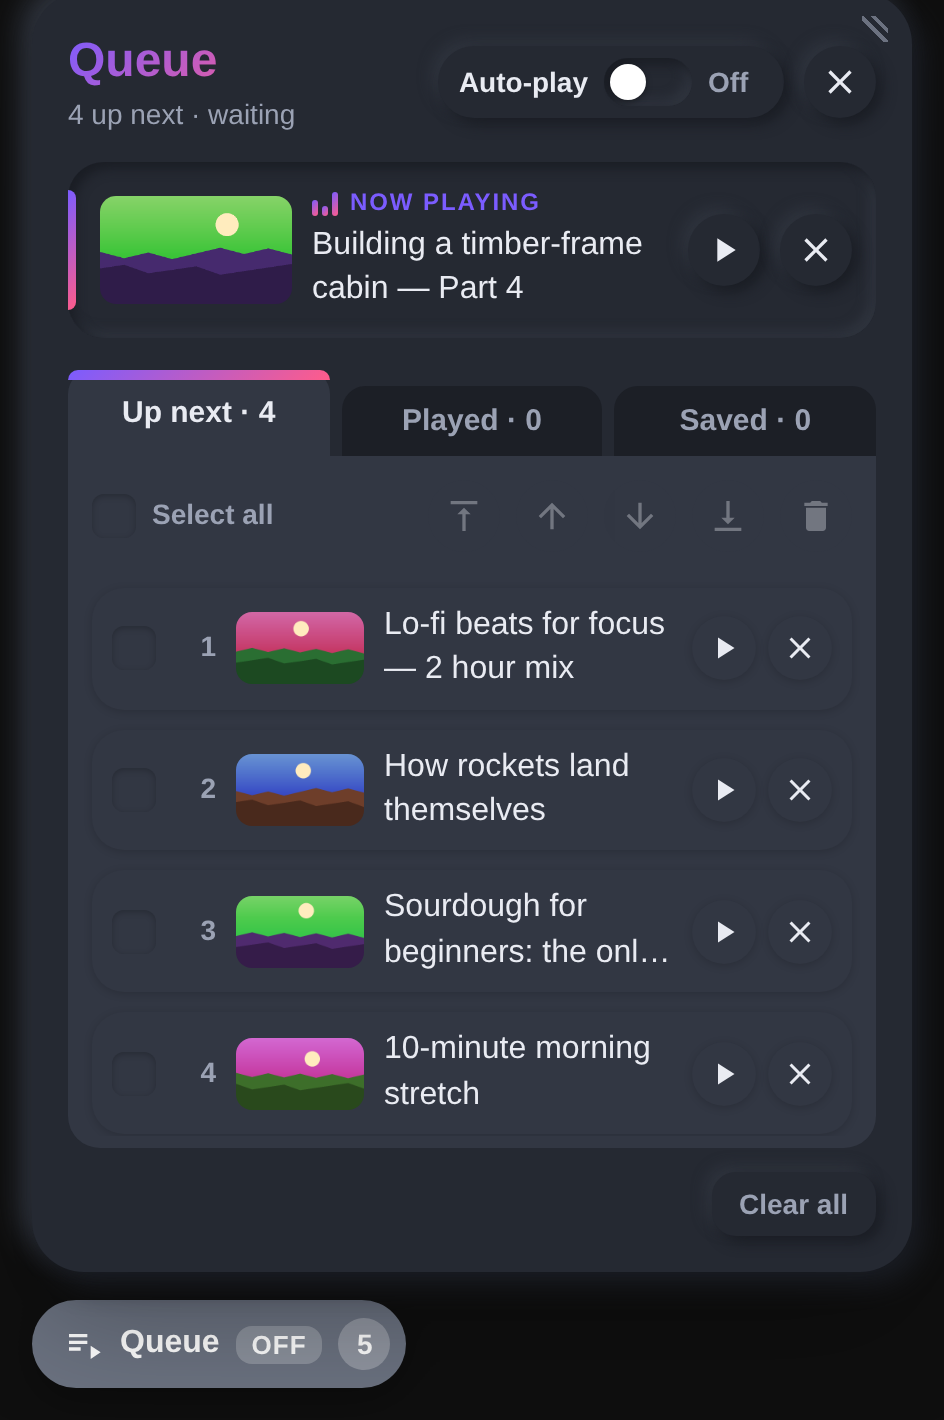 Queue
4 up next · waiting
Auto-play
Off
NOW PLAYING
Building a timber-frame
cabin — Part 4
Up next · 4
Played · 0
Saved · 0
Select all
1
Lo-fi beats for focus
— 2 hour mix
2
How rockets land
themselves
3
Sourdough for
beginners: the onl…
4
10-minute morning
stretch
Clear all
Queue
OFF
5